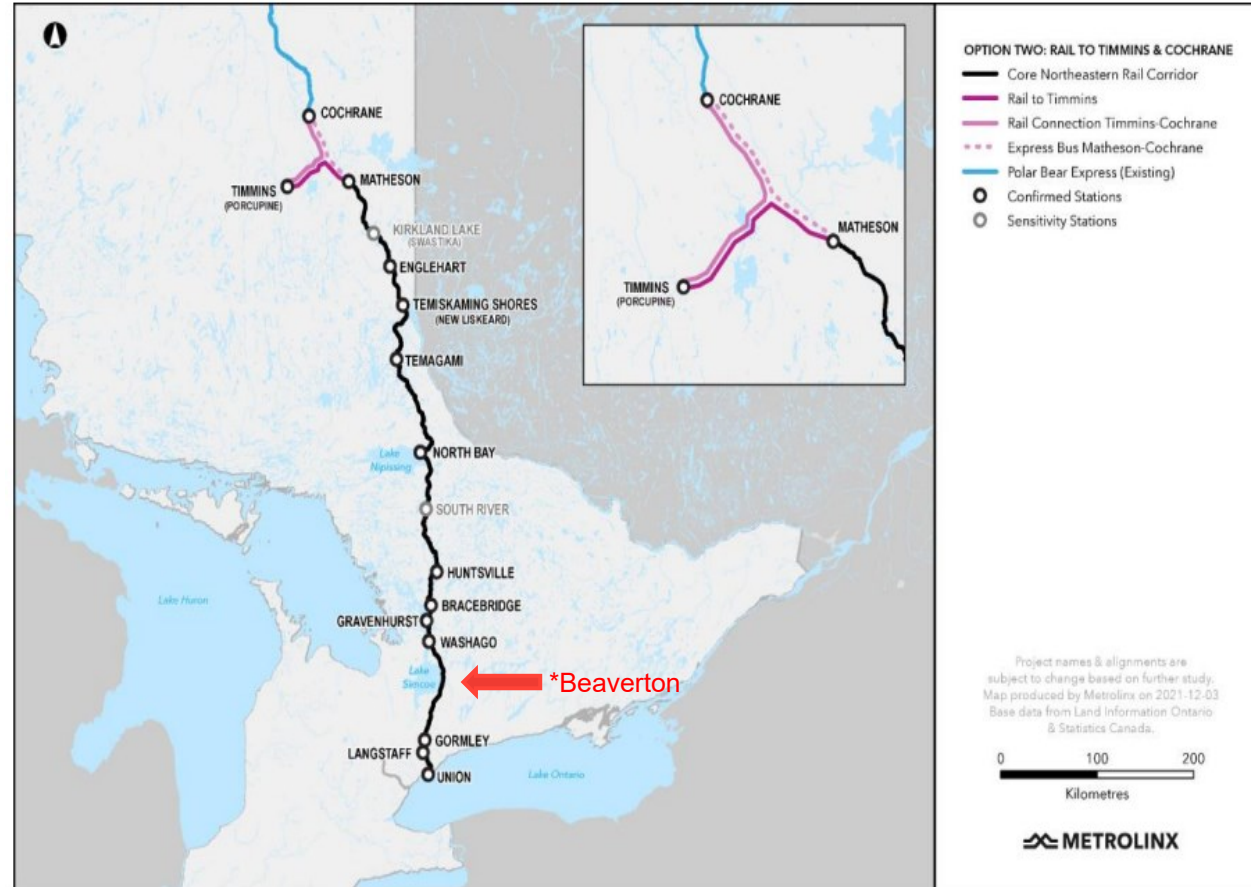 COCHRANE
TIMMINS
(PORCUPINE)
MATHESON
KIRKLAND LAKE
(SWASTIKA)
ENGLEHART
TEMISKAMING SHORES
(NEW LISKEARD)
TEMAGAMI
Lake
Nipissing
NORTH BAY
SOUTH RIVER
HUNTSVILLE
Lake Huron
BRACEBRIDGE
GRAVENHURST
WASHAGO
Lake
Simcoe
*Beaverton
GORMLEY
LANGSTAFF
UNION
Lake Ontario
COCHRANE
MATHESON
TIMMINS
(PORCUPINE)
OPTION TWO: RAIL TO TIMMINS & COCHRANE
Core Northeastern Rail Corridor
Rail to Timmins
Rail Connection Timmins-Cochrane
Express Bus Matheson-Cochrane
Polar Bear Express (Existing)
Confirmed Stations
Sensitivity Stations
Project names & alignments are
subject to change based on further study.
Map produced by Metrolinx on 2021-12-03
Base data from Land Information Ontario
& Statistics Canada.
0 100 200
Kilometres
METROLINX